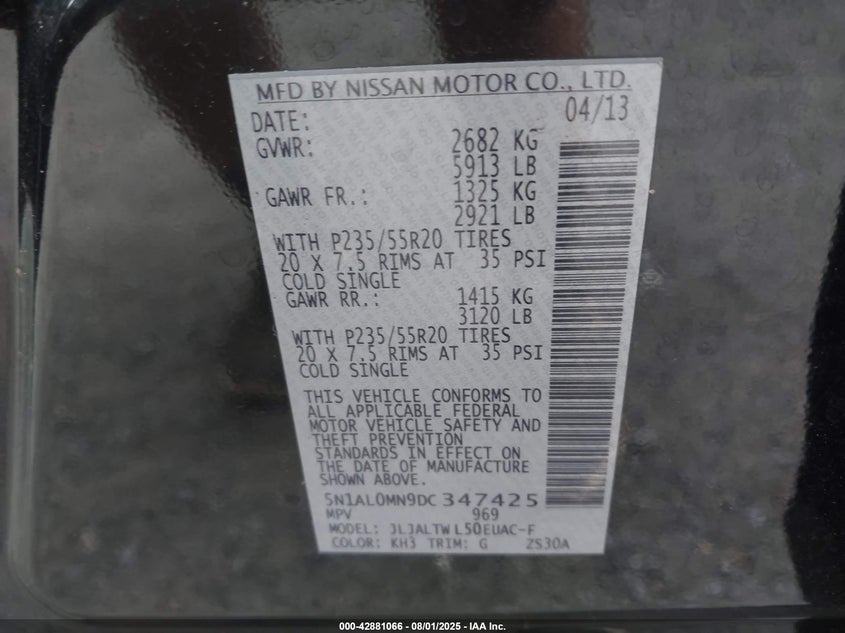 MFD BY NISSAN MOTOR CO., LTD.
DATE: 04/13
GVWR: 2682 KG
5913 LB
GAWR FR.: 1325 KG
2921 LB
WITH P235/55R20 TIRES
20 X 7.5 RIMS AT 35 PSI
COLD SINGLE
GAWR RR.: 1415 KG
3120 LB
WITH P235/55R20 TIRES
20 X 7.5 RIMS AT 35 PSI
COLD SINGLE
THIS VEHICLE CONFORMS TO
ALL APPLICABLE FEDERAL
MOTOR VEHICLE SAFETY AND
THEFT PREVENTION
STANDARDS IN EFFECT ON
THE DATE OF MANUFACTURE
SHOWN ABOVE.
5N1AL0MN9DC 347425
MPV 969
MODEL: JLJALTW L50EUAC-F
COLOR: KH3 TRIM: G ZS30A
000-42881066 - 08/01/2025 - IAA Inc.